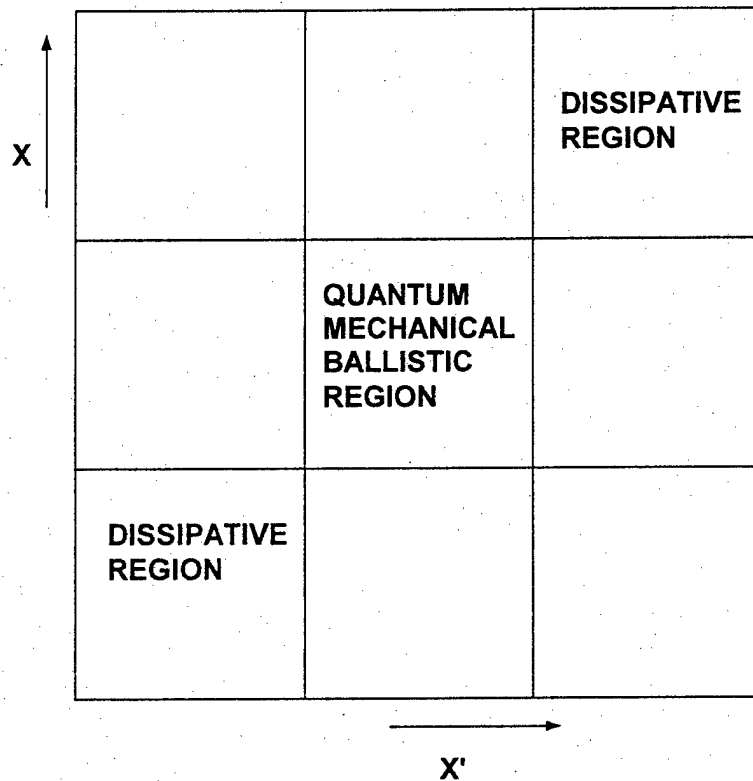 DISSIPATIVE
REGION
X
QUANTUM
MECHANICAL
BALLISTIC
REGION
DISSIPATIVE
REGION
X'